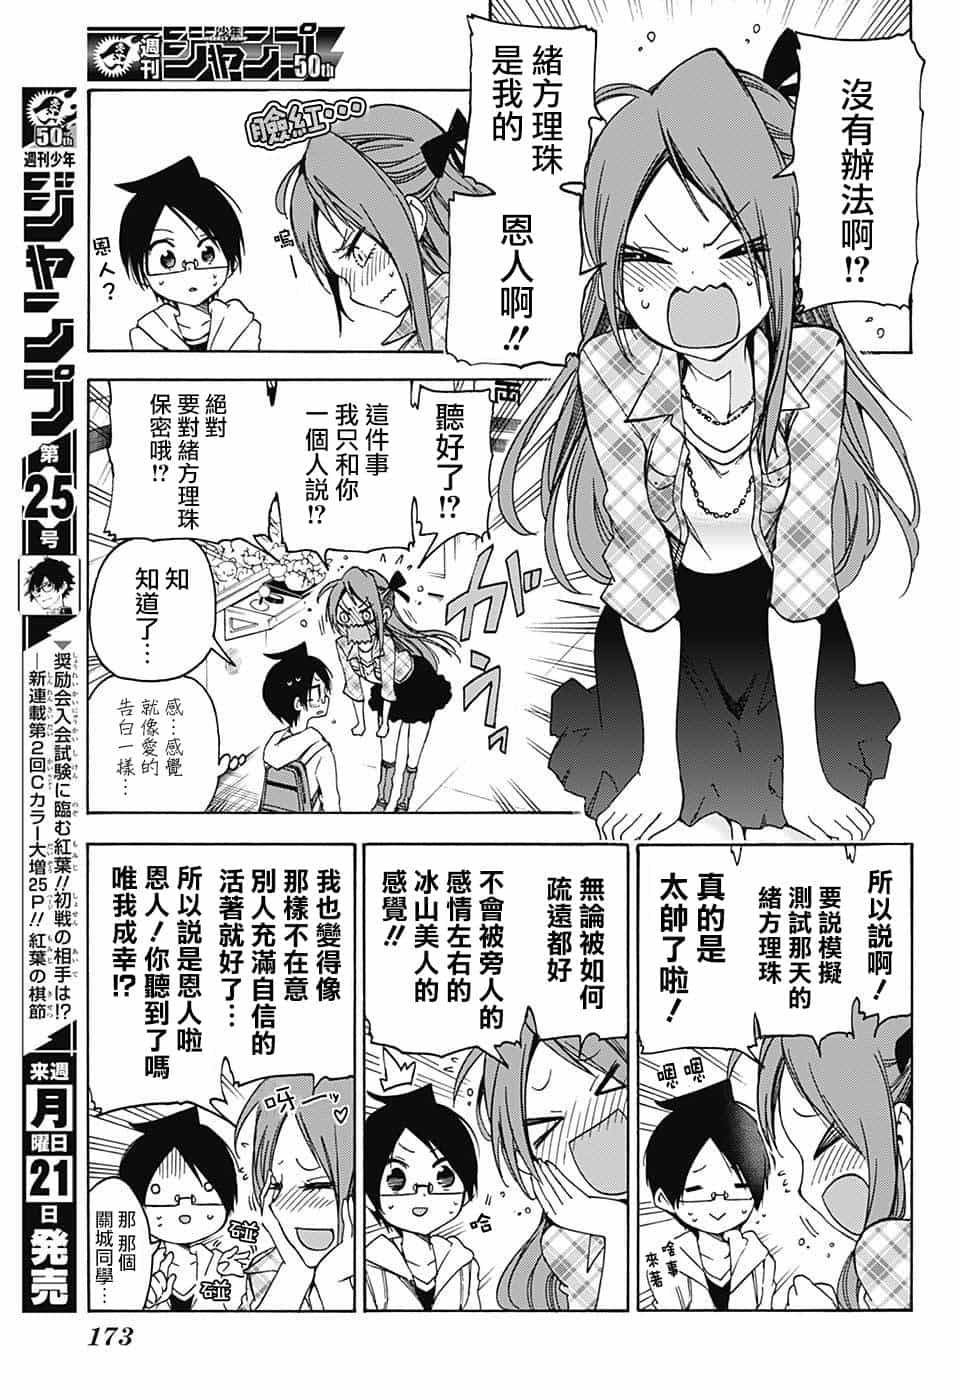 沒有辦法啊!?
緒方理珠
是我的
恩人啊!!
臉紅…
嗚
恩人?
聽好了!?
這件事
我只和你
一個人說!?
絕對
要對緒方理珠
保密哦!?
知
知道了…
感…感覺
就像愛的
告白一樣…
ガクガク
所以說啊!
要說模擬
測試那天的
緒方理珠
真的是
太帥了啦!
嗯嗯
啥事
來著
無論被如何
疏遠都好
不會被旁人的
感情左右的
冰山美人的
感覺!!
哈
我也變得像
那樣不在意
別人充滿自信的
活著就好了…
所以說是恩人啦
恩人!你聽到了嗎
唯我成幸!?
呀—♡
碰
碰
那 那個
關城同學…
週刊少年ジャンプ50th
50th
週刊少年
ジャンプ
第25号
▼奨励会入会試験に臨む紅葉!!初戦の相手は!?
—新連載第2回Cカラー大増25P!! 紅葉の棋節
来週月曜日21日発売
173